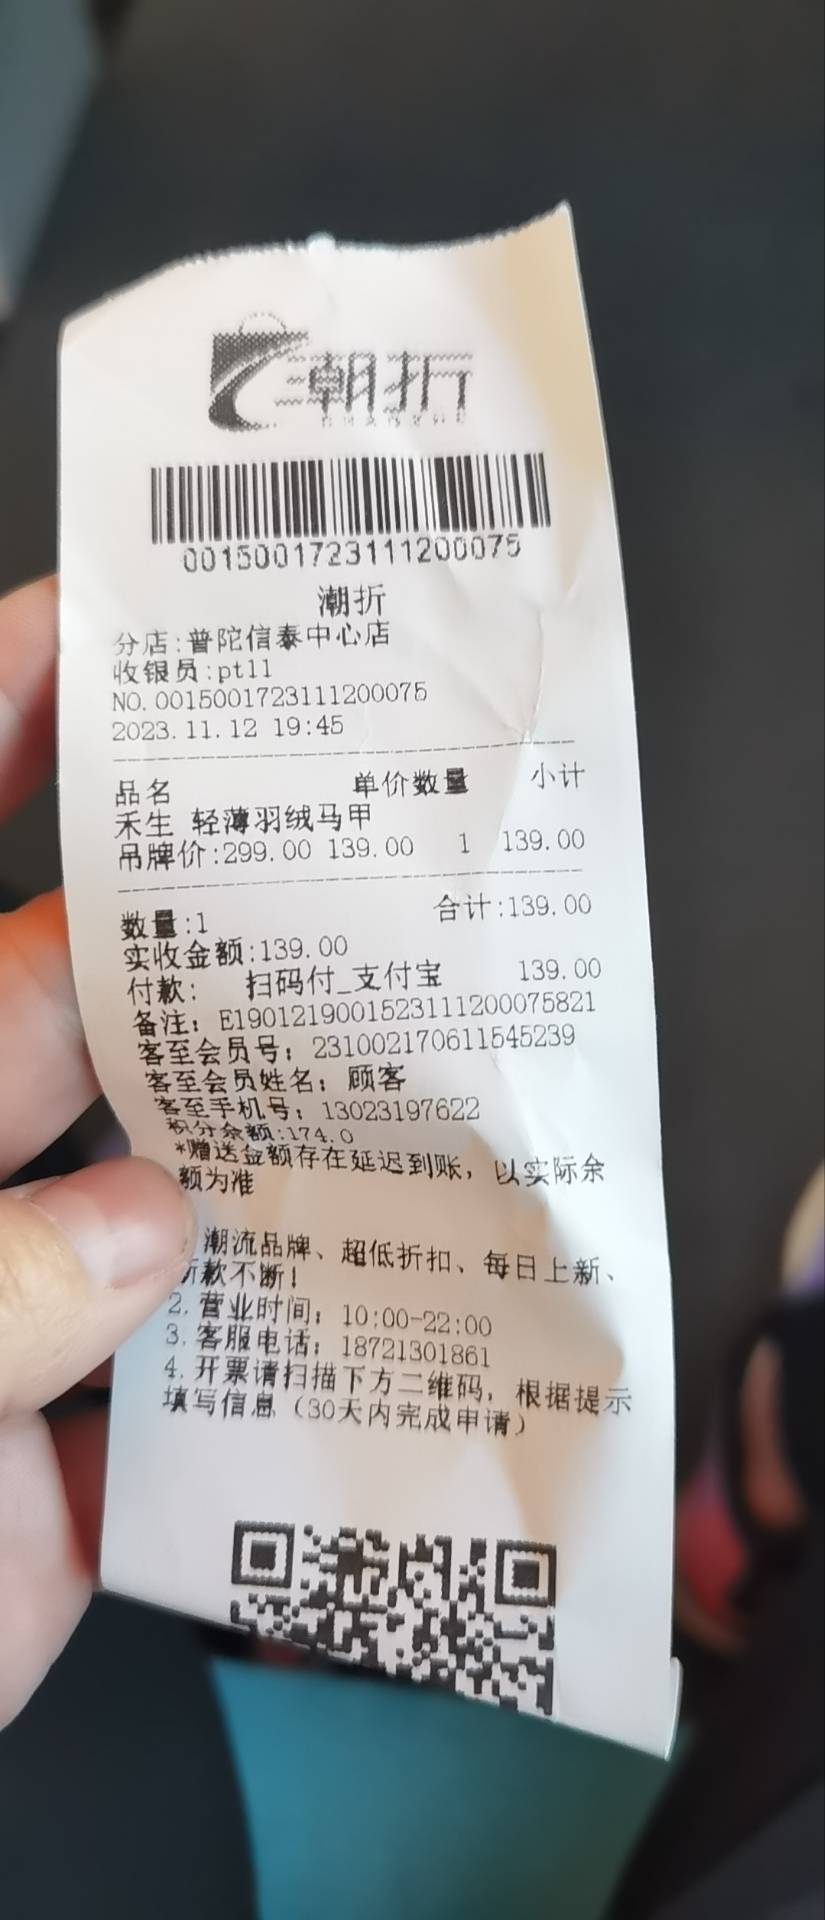 潮折
CHAOZHE
0015001723111200075
潮折
分店:普陀信泰中心店
收银员:pt11
NO.0015001723111200075
2023.11.12 19:45
品名 单价数量 小计
禾生 轻薄羽绒马甲
吊牌价:299.00 139.00 1 139.00
数量:1 合计:139.00
实收金额:139.00
付款: 扫码付_支付宝 139.00
备注: E1901219001523111200075821
客至会员号: 231002170611545239
客至会员姓名: 顾客
客至手机号: 13023197622
积分余额:174.0
*赠送金额存在延迟到账, 以实际余
额为准
潮流品牌、超低折扣、每日上新、
新款不断!
2.营业时间: 10:00-22:00
3.客服电话: 18721301861
4.开票请扫描下方二维码, 根据提示
填写信息(30天内完成申请)